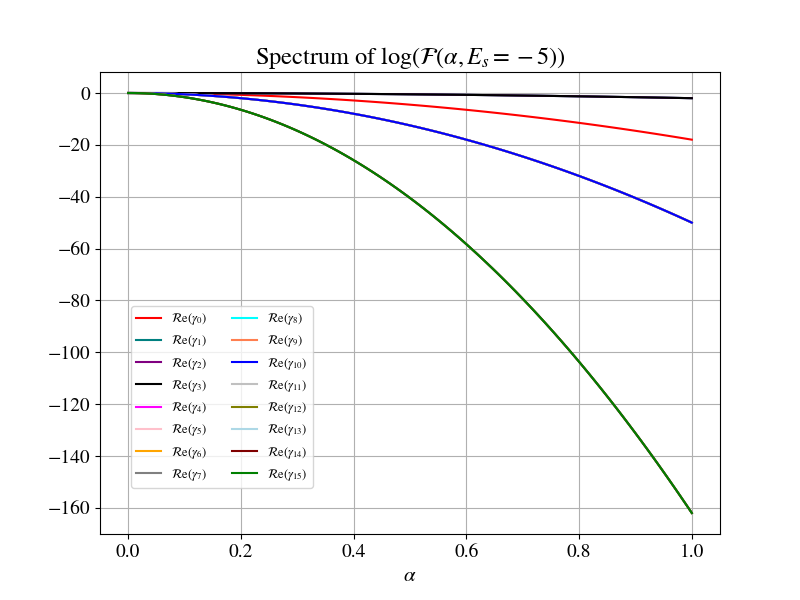 Spectrum of log(ℱ(α, E_s = −5))
0
−20
−40
−60
−80
−100
−120
−140
−160
0.0 0.2 0.4 0.6 0.8 1.0
α
ℛe(γ₀) ℛe(γ₈)
ℛe(γ₁) ℛe(γ₉)
ℛe(γ₂) ℛe(γ₁₀)
ℛe(γ₃) ℛe(γ₁₁)
ℛe(γ₄) ℛe(γ₁₂)
ℛe(γ₅) ℛe(γ₁₃)
ℛe(γ₆) ℛe(γ₁₄)
ℛe(γ₇) ℛe(γ₁₅)